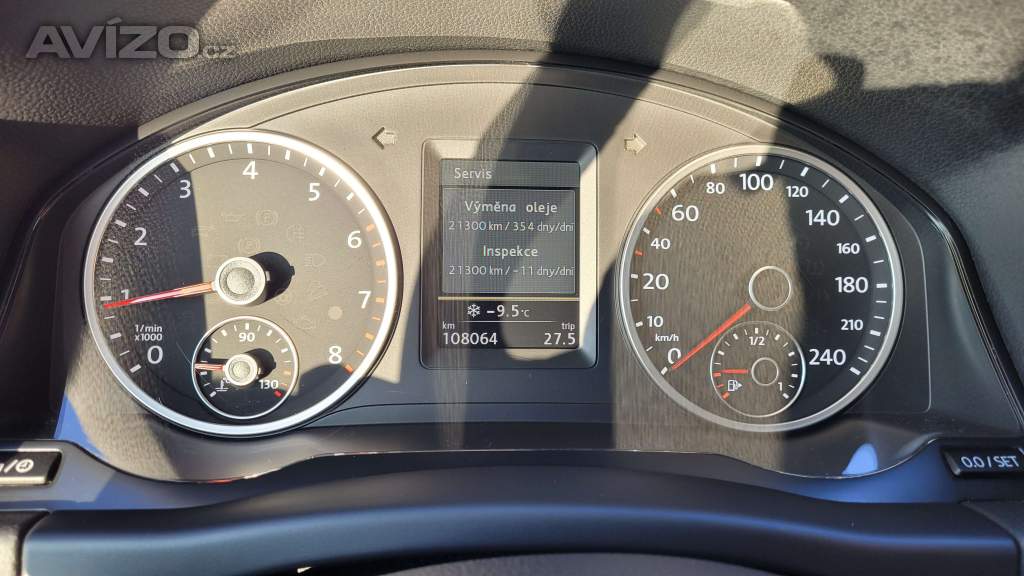 AVÍZO.cz
Servis
Výměna oleje
21300 km / 354 dny/dní
Inspekce
21300 km / -11 dny/dní
-9.5°C
km
trip
108064
27.5
0
1
2
3
4
5
6
7
8
1/min
x1000
90
130
0
10
20
40
60
80
100
120
140
160
180
210
240
km/h
1/2
1
0.0 / SET